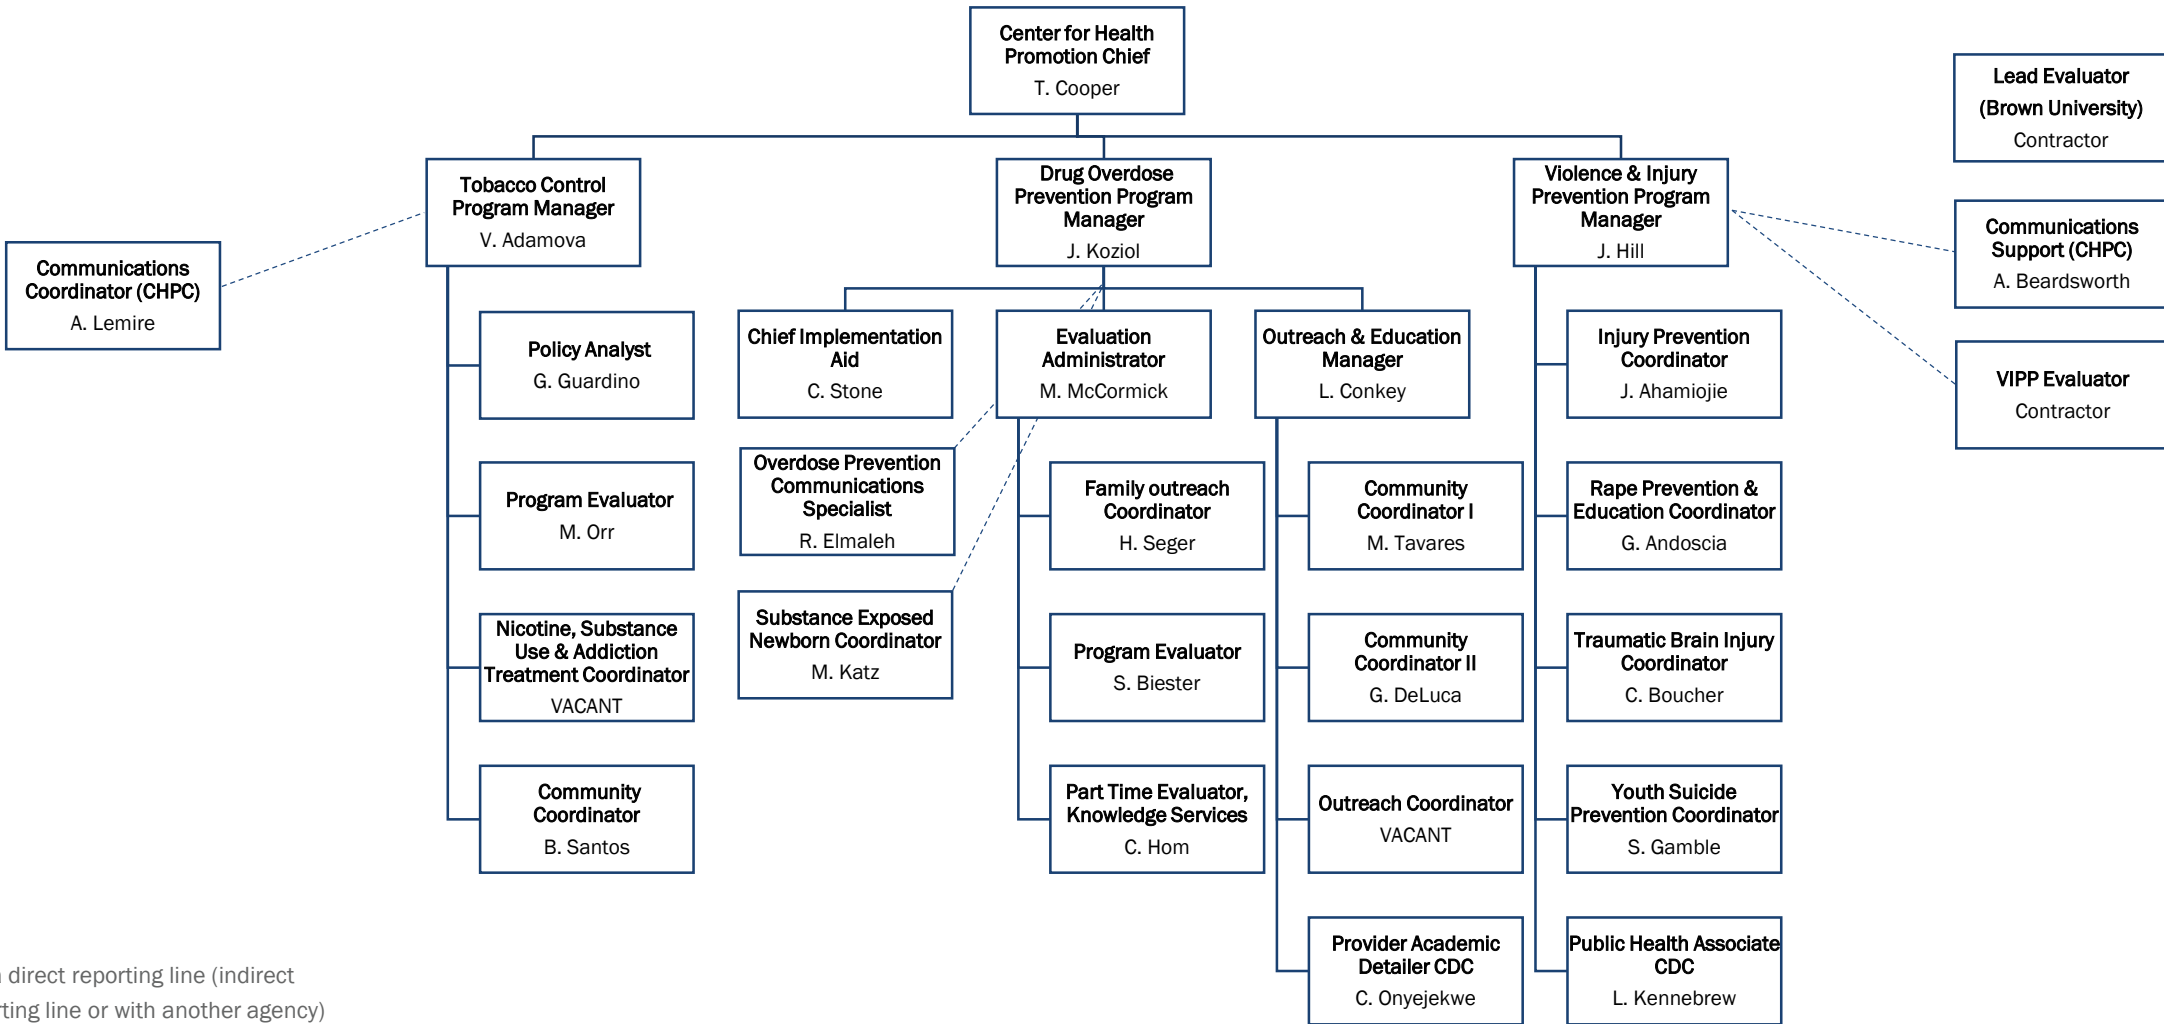 Center for Health
Promotion Chief
T. Cooper
Lead Evaluator
(Brown University)
Contractor
Tobacco Control
Program Manager
V. Adamova
Drug Overdose
Prevention Program
Manager
J. Koziol
Violence & Injury
Prevention Program
Manager
J. Hill
Communications
Support (CHPC)
A. Beardsworth
Communications
Coordinator (CHPC)
A. Lemire
VIPP Evaluator
Contractor
Policy Analyst
G. Guardino
Program Evaluator
M. Orr
Nicotine, Substance
Use & Addiction
Treatment Coordinator
VACANT
Community
Coordinator
B. Santos
Chief Implementation
Aid
C. Stone
Evaluation
Administrator
M. McCormick
Outreach & Education
Manager
L. Conkey
Overdose Prevention
Communications
Specialist
R. Elmaleh
Substance Exposed
Newborn Coordinator
M. Katz
Family outreach
Coordinator
H. Seger
Program Evaluator
S. Biester
Part Time Evaluator,
Knowledge Services
C. Hom
Community
Coordinator I
M. Tavares
Community
Coordinator II
G. DeLuca
Outreach Coordinator
VACANT
Provider Academic
Detailer CDC
C. Onyejekwe
Injury Prevention
Coordinator
J. Ahamiojie
Rape Prevention &
Education Coordinator
G. Andoscia
Traumatic Brain Injury
Coordinator
C. Boucher
Youth Suicide
Prevention Coordinator
S. Gamble
Public Health Associate
CDC
L. Kennebrew
direct reporting line (indirect
rting line or with another agency)